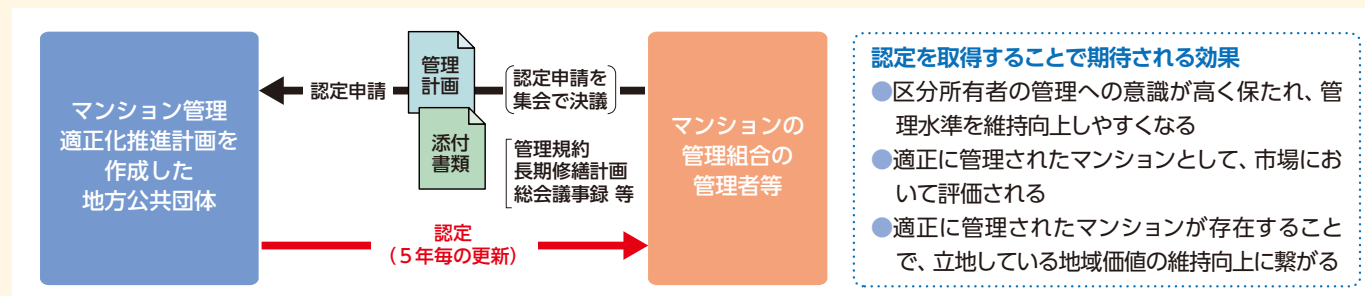 マンション管理
適正化推進計画を
作成した
地方公共団体
認定申請
管理
計画
認定申請を
集会で決議
添付
書類
管理規約
長期修繕計画
総会議事録 等
認定
(5年毎の更新)
マンションの
管理組合の
管理者等
認定を取得することで期待される効果
●区分所有者の管理への意識が高く保たれ、管
理水準を維持向上しやすくなる
●適正に管理されたマンションとして、市場にお
いて評価される
●適正に管理されたマンションが存在すること
で、立地している地域価値の維持向上に繋がる